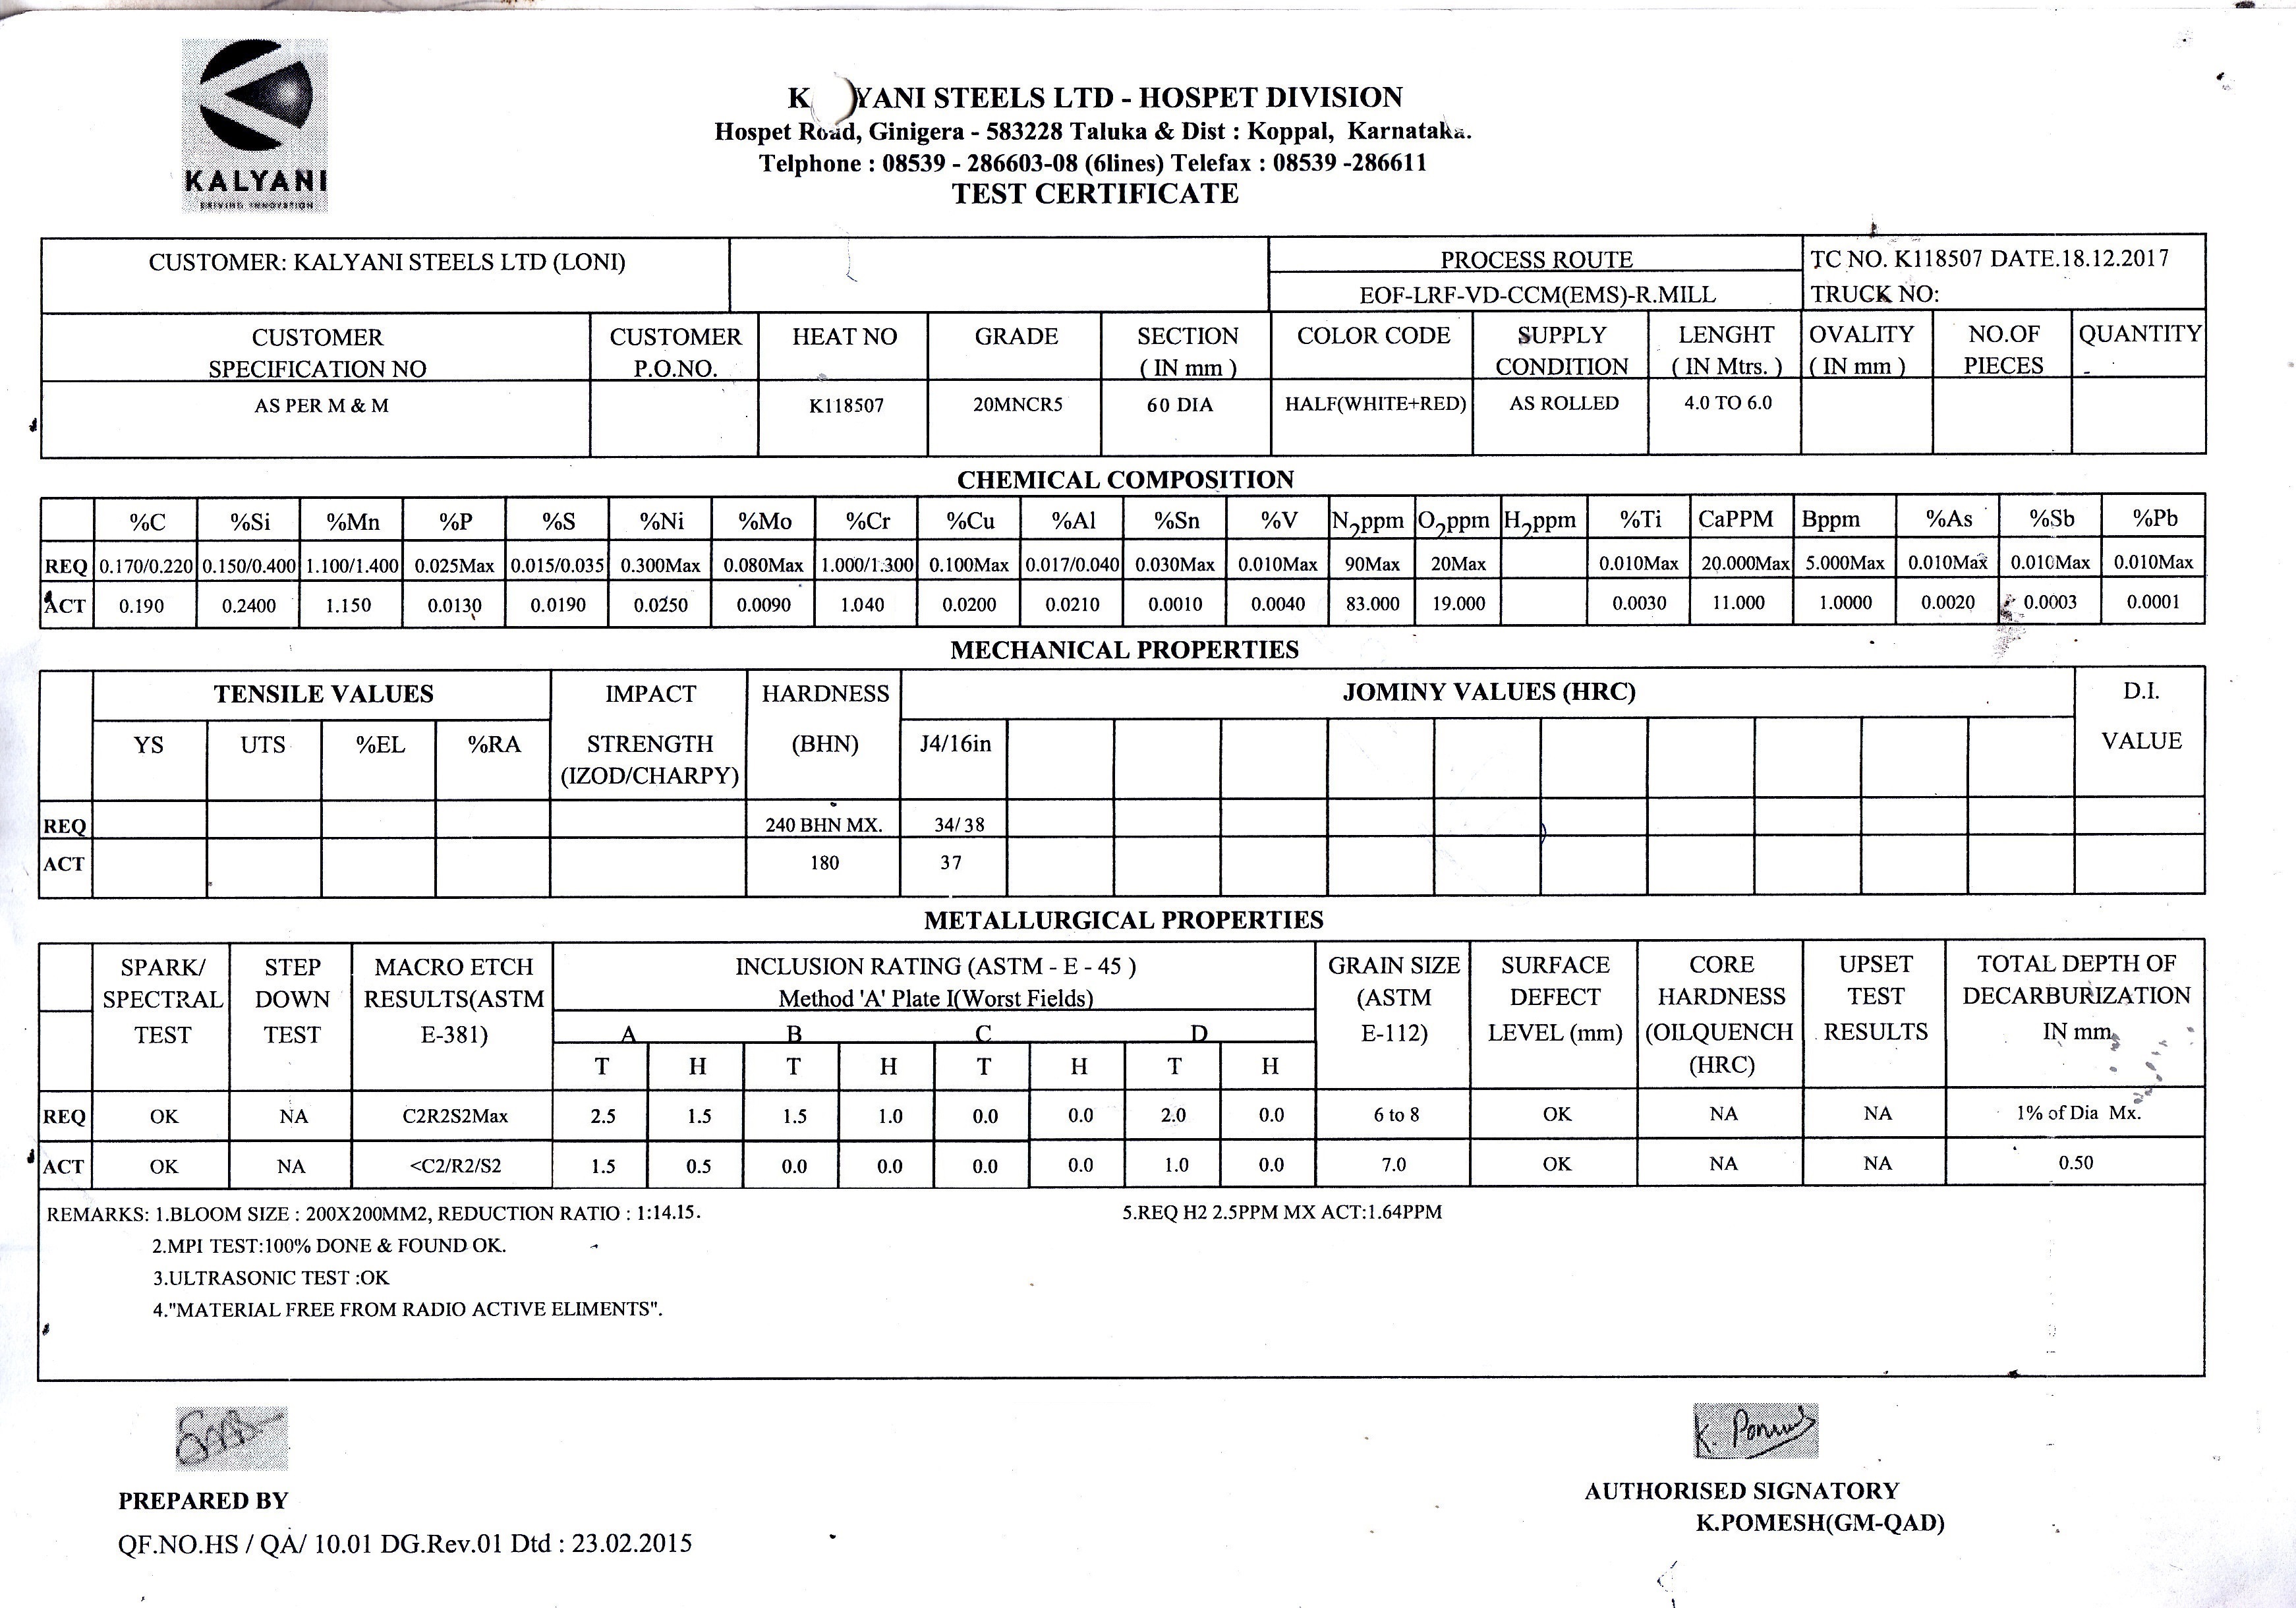 KALYANI
DRIVING INNOVATION
K YANI STEELS LTD - HOSPET DIVISION
Hospet Road, Ginigera - 583228 Taluka & Dist : Koppal, Karnataka.
Telphone : 08539 - 286603-08 (6lines) Telefax : 08539 -286611
TEST CERTIFICATE
CUSTOMER: KALYANI STEELS LTD (LONI) PROCESS ROUTE TC NO. K118507 DATE.18.12.2017
EOF-LRF-VD-CCM(EMS)-R.MILL TRUCK NO:
CUSTOMER CUSTOMER HEAT NO GRADE SECTION COLOR CODE SUPPLY LENGHT OVALITY NO.OF QUANTITY
SPECIFICATION NO P.O.NO. ( IN mm ) CONDITION ( IN Mtrs. ) ( IN mm ) PIECES
AS PER M & M K118507 20MNCR5 60 DIA HALF(WHITE+RED) AS ROLLED 4.0 TO 6.0
CHEMICAL COMPOSITION
%C %Si %Mn %P %S %Ni %Mo %Cr %Cu %Al %Sn %V N2ppm O2ppm H2ppm %Ti CaPPM Bppm %As %Sb %Pb
REQ 0.170/0.220 0.150/0.400 1.100/1.400 0.025Max 0.015/0.035 0.300Max 0.080Max 1.000/1.300 0.100Max 0.017/0.040 0.030Max 0.010Max 90Max 20Max 0.010Max 20.000Max 5.000Max 0.010Max 0.010Max 0.010Max
ACT 0.190 0.2400 1.150 0.0130 0.0190 0.0250 0.0090 1.040 0.0200 0.0210 0.0010 0.0040 83.000 19.000 0.0030 11.000 1.0000 0.0020 0.0003 0.0001
MECHANICAL PROPERTIES
TENSILE VALUES IMPACT HARDNESS JOMINY VALUES (HRC) D.I.
YS UTS %EL %RA STRENGTH (BHN) J4/16in VALUE
(IZOD/CHARPY)
REQ 240 BHN MX. 34/38
ACT 180 37
METALLURGICAL PROPERTIES
SPARK/ STEP MACRO ETCH INCLUSION RATING (ASTM - E - 45 ) GRAIN SIZE SURFACE CORE UPSET TOTAL DEPTH OF
SPECTRAL DOWN RESULTS(ASTM Method 'A' Plate I(Worst Fields) (ASTM DEFECT HARDNESS TEST DECARBURIZATION
TEST TEST E-381) A B C D E-112) LEVEL (mm) (OILQUENCH RESULTS IN mm
T H T H T H T H (HRC)
REQ OK NA C2R2S2Max 2.5 1.5 1.5 1.0 0.0 0.0 2.0 0.0 6 to 8 OK NA NA 1% of Dia Mx.
ACT OK NA <C2/R2/S2 1.5 0.5 0.0 0.0 0.0 0.0 1.0 0.0 7.0 OK NA NA 0.50
REMARKS: 1.BLOOM SIZE : 200X200MM2, REDUCTION RATIO : 1:14.15. 5.REQ H2 2.5PPM MX ACT:1.64PPM
2.MPI TEST:100% DONE & FOUND OK.
3.ULTRASONIC TEST :OK
4."MATERIAL FREE FROM RADIO ACTIVE ELIMENTS".
K. Pomesh
PREPARED BY AUTHORISED SIGNATORY
K.POMESH(GM-QAD)
QF.NO.HS / QA/ 10.01 DG.Rev.01 Dtd : 23.02.2015